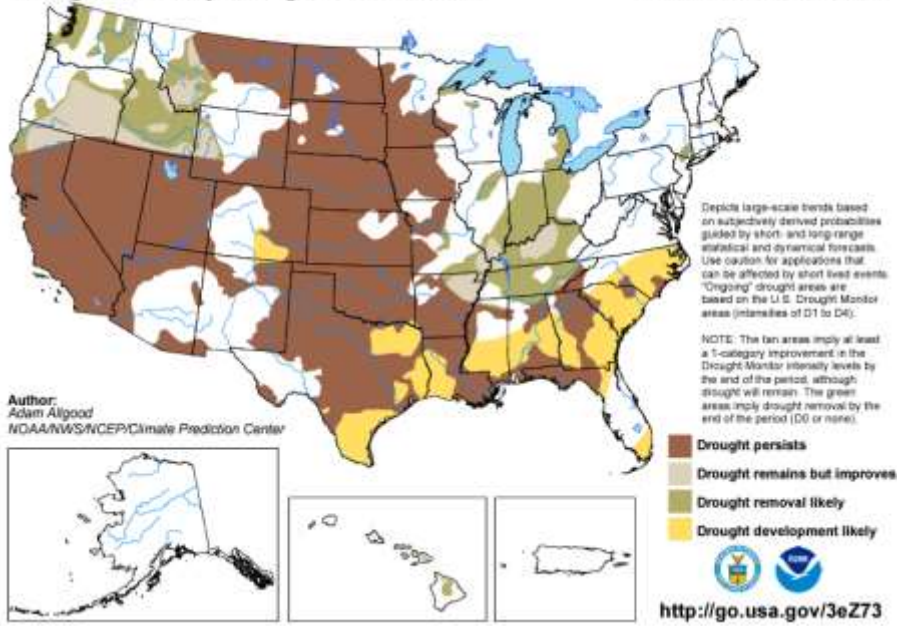 Depicts large-scale trends based
on subjectively derived probabilities
guided by short- and long-range
statistical and dynamical forecasts.
Use caution for applications that
can be affected by short lived events.
"Ongoing" drought areas are
based on the U.S. Drought Monitor
areas (intensities of D1 to D4).
NOTE: The tan areas imply at least
a 1-category improvement in the
Drought Monitor intensity levels by
the end of the period, although
drought will remain. The green
areas imply drought removal by the
end of the period (D0 or none).
Author:
Adam Allgood
NOAA/NWS/NCEP/Climate Prediction Center
Drought persists
Drought remains but improves
Drought removal likely
Drought development likely
http://go.usa.gov/3eZ73